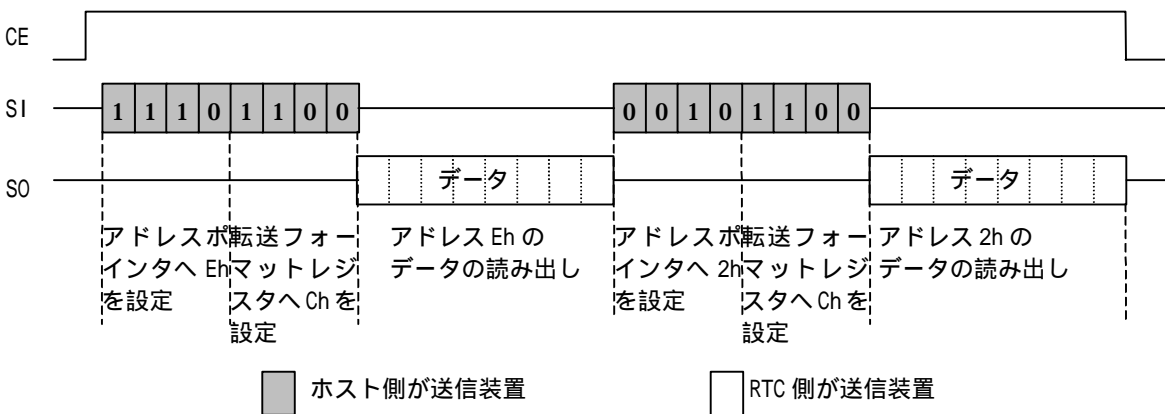 CE
SI
1 1 1 0 1 1 0 0
0 0 1 0 1 1 0 0
SO
データ
データ
アドレスポ
インタへ Eh
を設定
転送フォー
マットレジ
スタへ Ch を
設定
アドレス Eh の
データの読み出し
アドレスポ
インタへ 2h
を設定
転送フォー
マットレジ
スタへ Ch を
設定
アドレス 2h の
データの読み出し
ホスト側が送信装置
RTC 側が送信装置